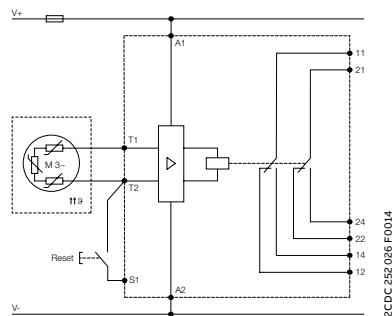 V+
A1
11
21
T1
M 3~
T2
↑↑ϑ
24
22
Reset
14
S1
12
A2
V-
2CDC 252 026 F0014